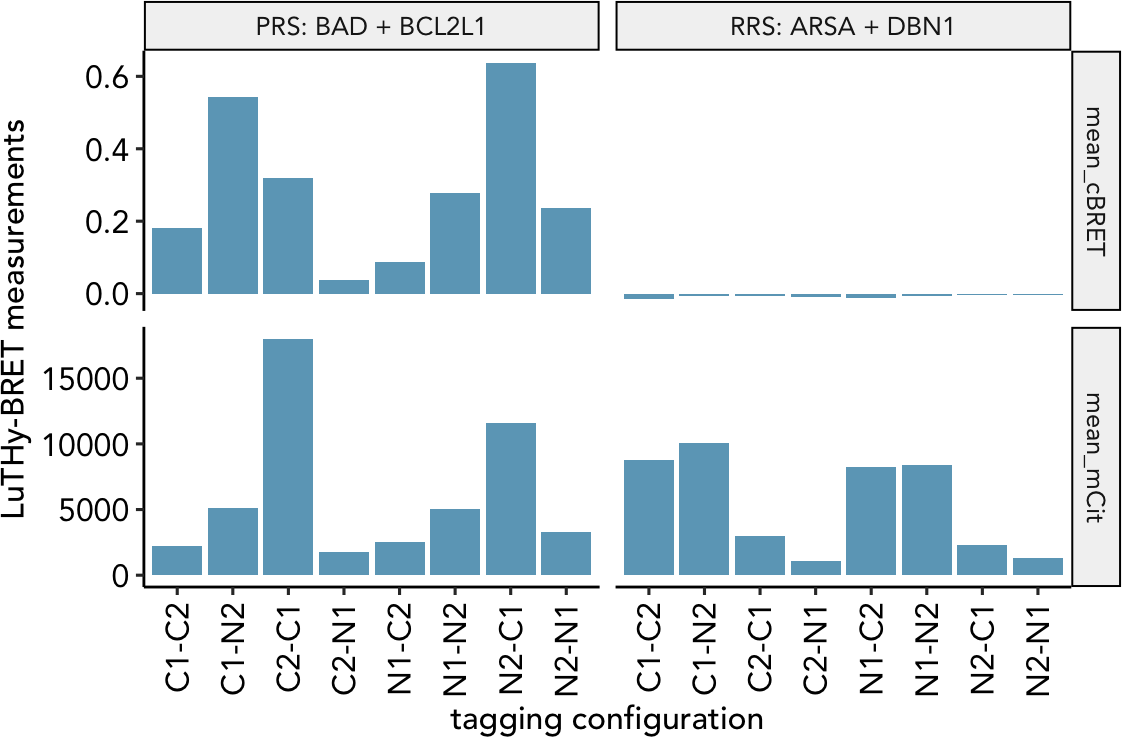 PRS: BAD + BCL2L1
RRS: ARSA + DBN1
LuTHy-BRET measurements
0.6
0.4
0.2
0.0
mean_cBRET
15000
10000
5000
0
mean_mCit
C1-C2
C1-N2
C2-C1
C2-N1
N1-C2
N1-N2
N2-C1
N2-N1
C1-C2
C1-N2
C2-C1
C2-N1
N1-C2
N1-N2
N2-C1
N2-N1
tagging configuration